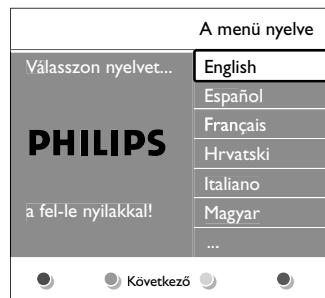 A menü nyelve
Válasszon nyelvet...
PHILIPS
a fel-le nyilakkal!
English
Español
Français
Hrvatski
Italiano
Magyar
...
Következő